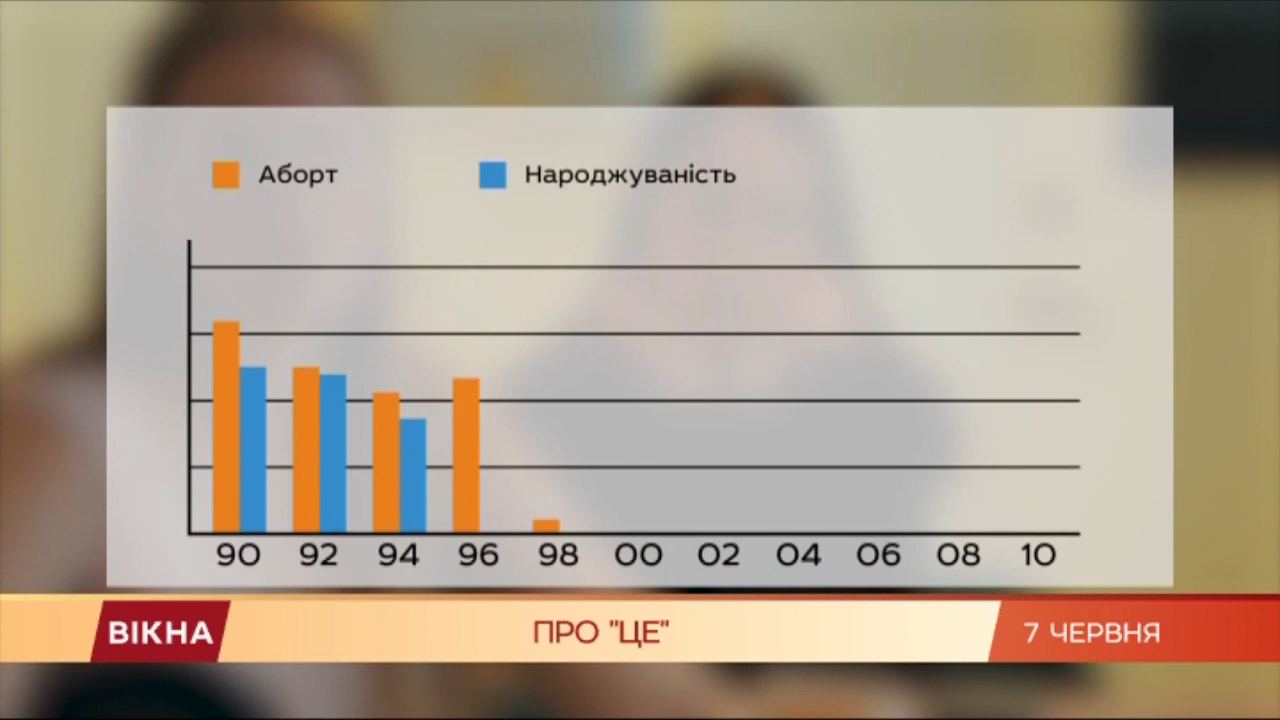 Аборт
Народжуваність
90 92 94 96 98 00 02 04 06 08 10
ВІКНА
ПРО "ЦЕ"
7 ЧЕРВНЯ